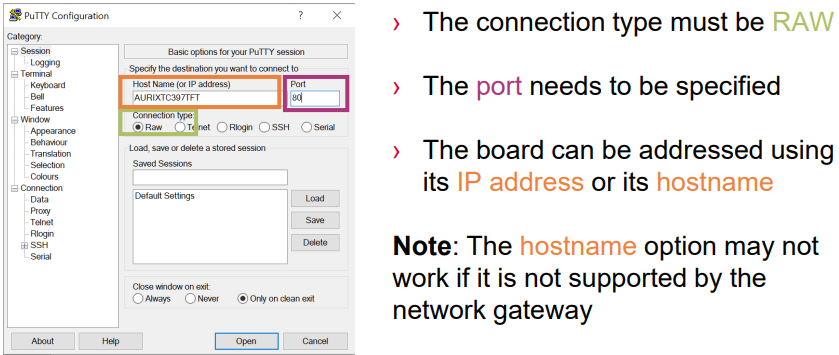 PuTTY Configuration
? ×
Category:
Session
Logging
Terminal
Keyboard
Bell
Features
Window
Appearance
Behaviour
Translation
Selection
Colours
Connection
Data
Proxy
Telnet
Rlogin
SSH
Serial
Basic options for your PuTTY session
Specify the destination you want to connect to
Host Name (or IP address) Port
AURIXTC397TFT 80
Connection type:
Raw Telnet Rlogin SSH Serial
Load, save or delete a stored session
Saved Sessions
Default Settings
Load
Save
Delete
Close window on exit:
Always Never Only on clean exit
About Help Open Cancel
› The connection type must be RAW
› The port needs to be specified
› The board can be addressed using
its IP address or its hostname
Note: The hostname option may not
work if it is not supported by the
network gateway